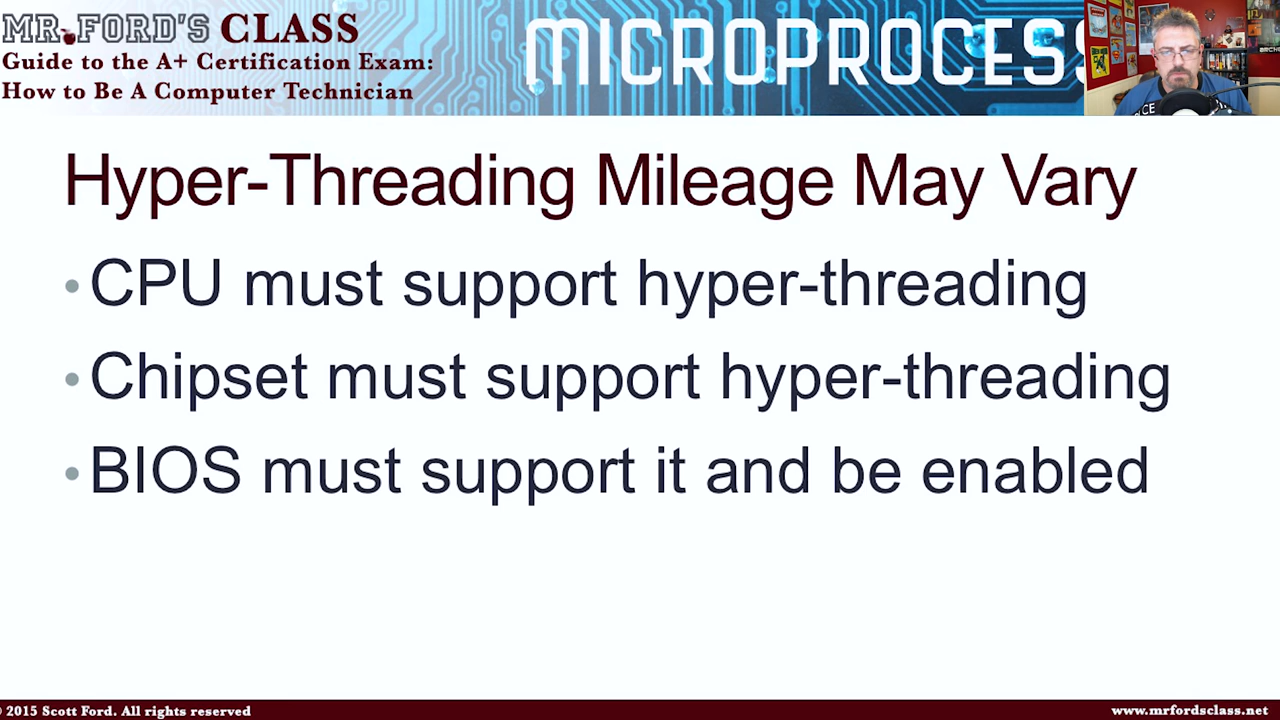 MR.FORD'S CLASS
Guide to the A+ Certification Exam:
How to Be A Computer Technician
MICROPROCES
Hyper-Threading Mileage May Vary
• CPU must support hyper-threading
• Chipset must support hyper-threading
• BIOS must support it and be enabled
2015 Scott Ford. All rights reserved
www.mrfordsclass.net